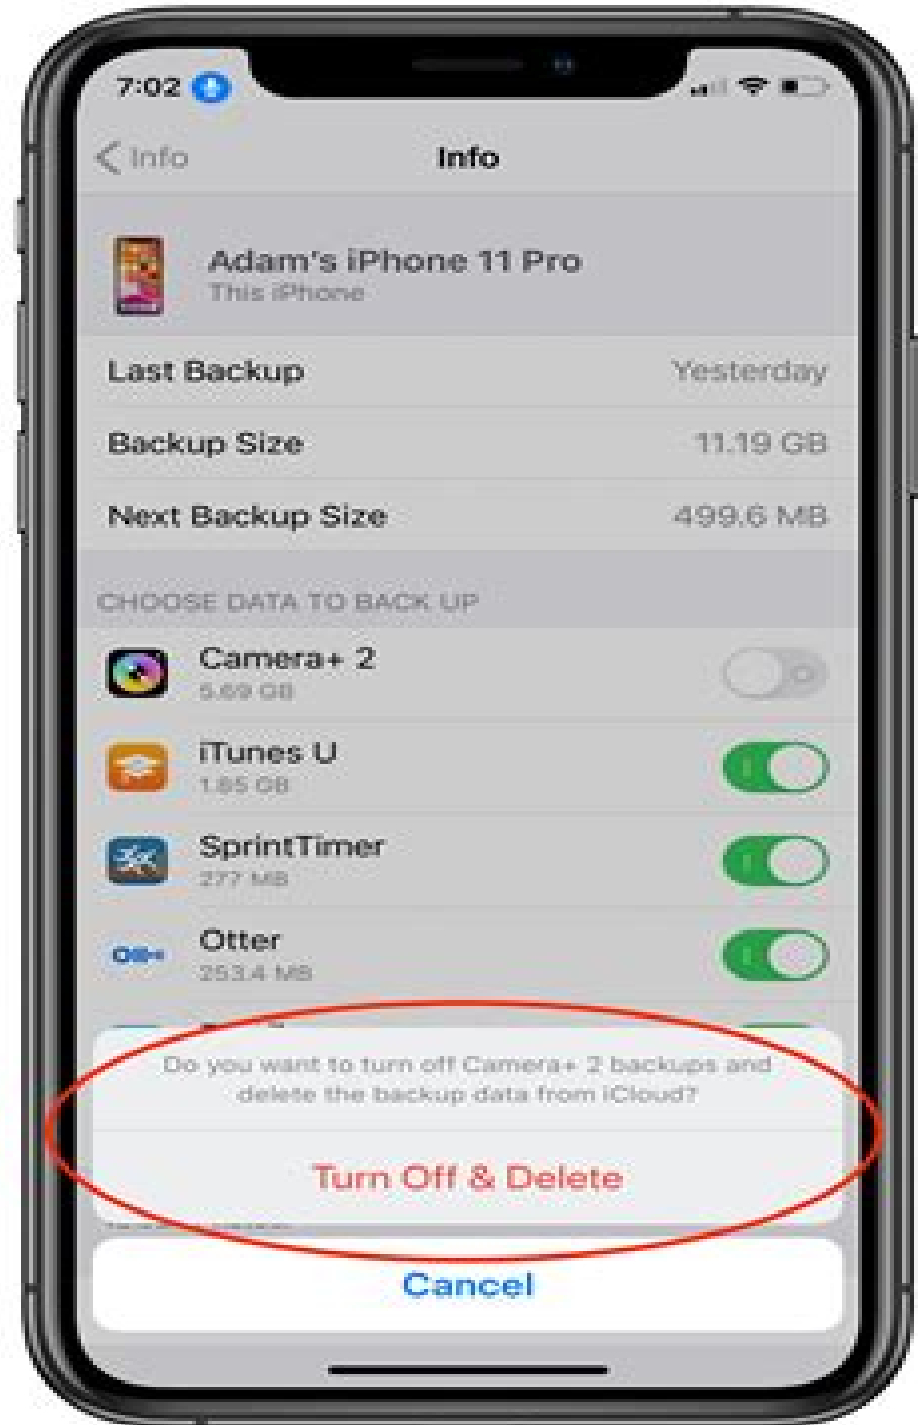 7:02
Info
Info
Adam's iPhone 11 Pro
This iPhone
Last Backup
Yesterday
Backup Size
11.19 GB
Next Backup Size
499.6 MB
CHOOSE DATA TO BACK UP
Camera+ 2
5.69 GB
iTunes U
1.85 GB
SprintTimer
277 MB
Otter
253.4 MB
Do you want to turn off Camera+ 2 backups and
delete the backup data from iCloud?
Turn Off & Delete
Cancel